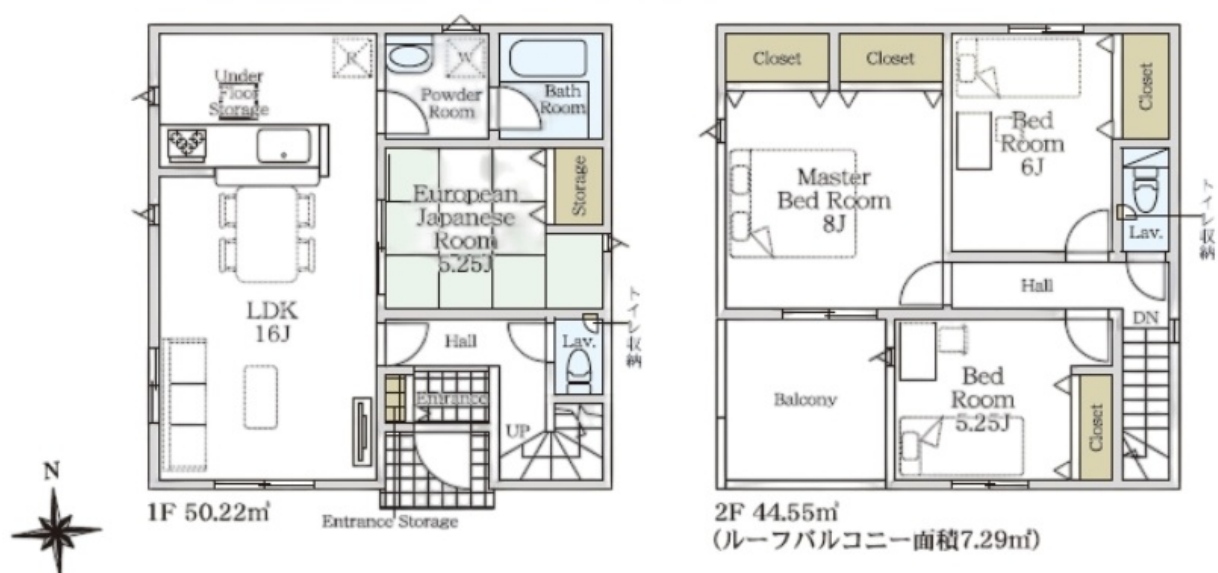 R
Under
Floor
Storage
W
Powder
Room
Bath
Room
European
Japanese
Room
5.25J
Storage
LDK
16J
Hall
Lav.
トイレ収納
Entrance
UP
N
1F 50.22㎡
Entrance Storage
Closet
Closet
Closet
Bed
Room
6J
Master
Bed Room
8J
Lav.
トイレ収納
Hall
DN
Balcony
Bed
Room
5.25J
Closet
2F 44.55㎡
(ルーフバルコニー面積7.29㎡)